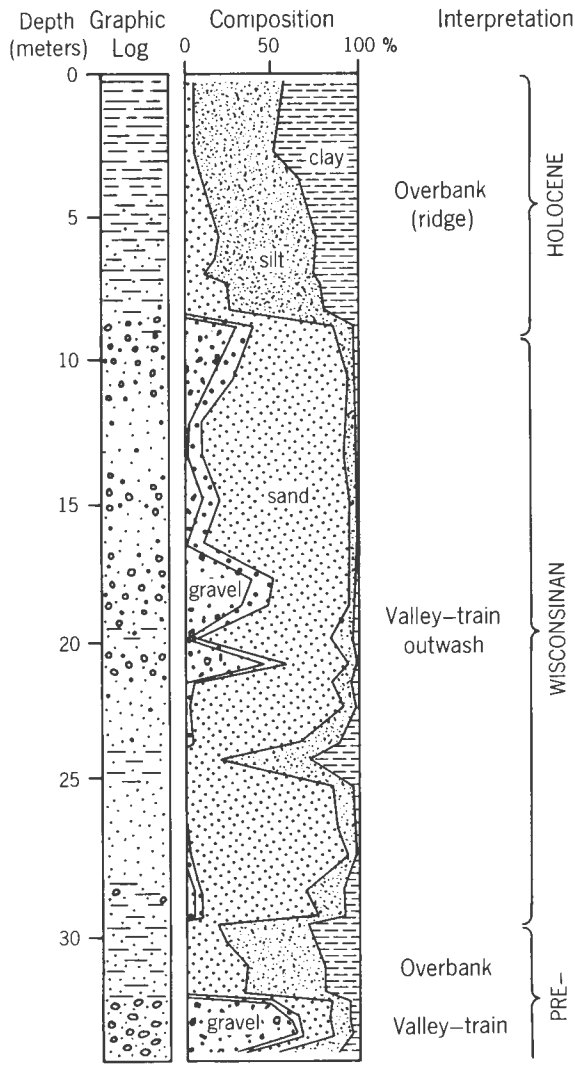 Depth
(meters)
Graphic
Log
Composition
0 50 100 %
Interpretation
0
5
10
15
20
25
30
clay
silt
sand
gravel
gravel
Overbank
(ridge)
Valley–train
outwash
Overbank
Valley–train
HOLOCENE
WISCONSINAN
PRE–